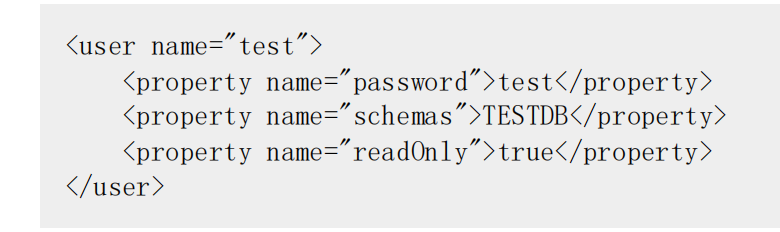 <user name="test">
    <property name="password">test</property>
    <property name="schemas">TESTDB</property>
    <property name="readOnly">true</property>
</user>